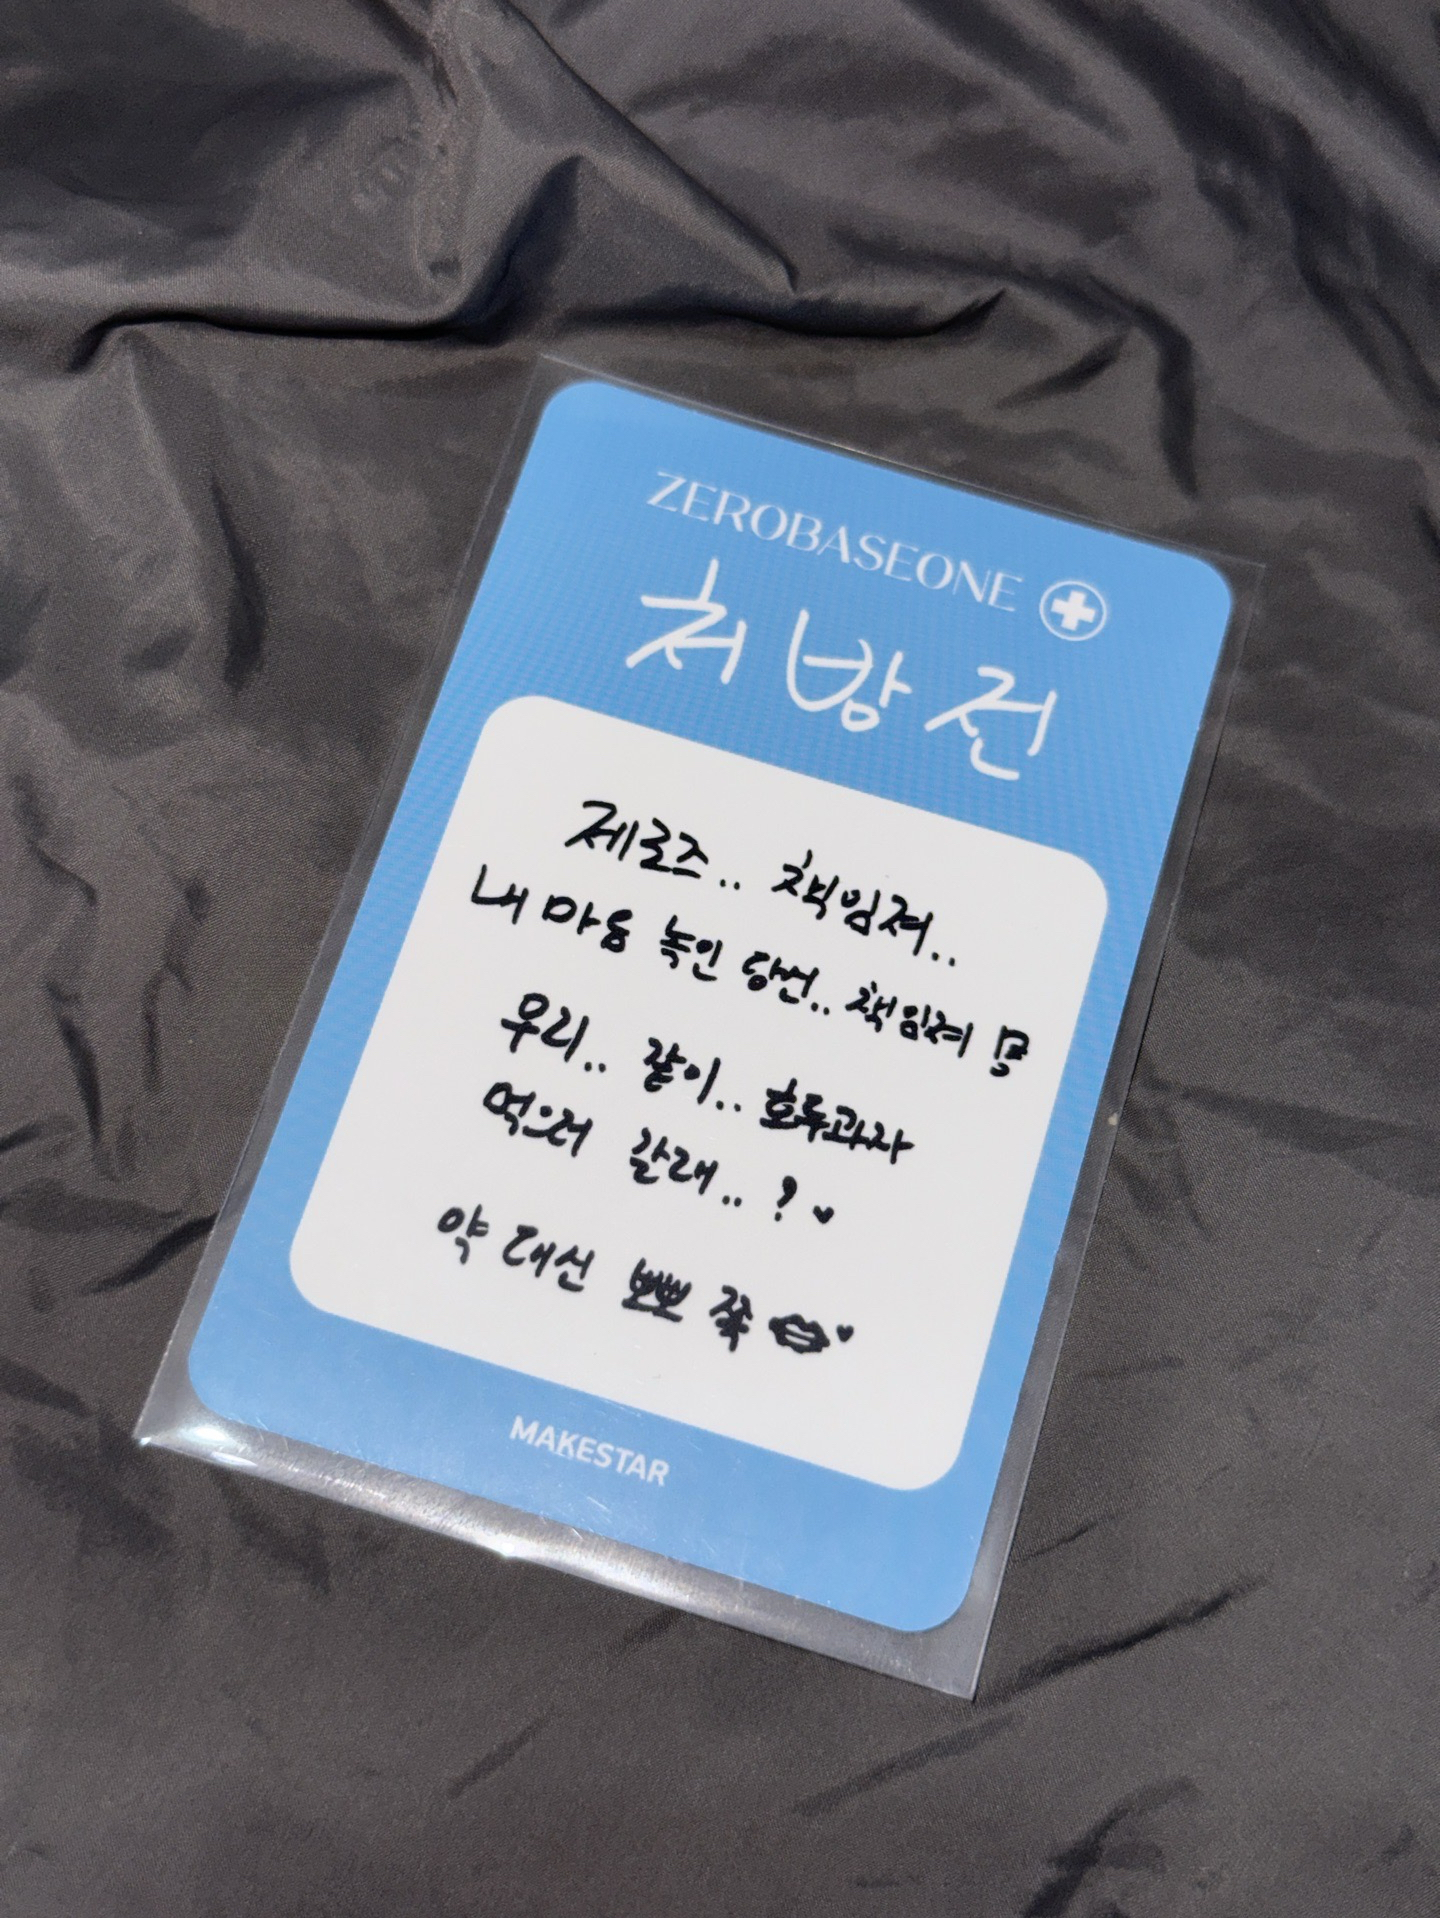 ZEROBASEONE
처방전
제로즈.. 책임져..
내 마음 녹인 당번.. 책임져 !!
우리.. 같이.. 호두과자
먹으러 갈래..? ♥
약 대신 뽀뽀 쪽 ♥
MAKESTAR